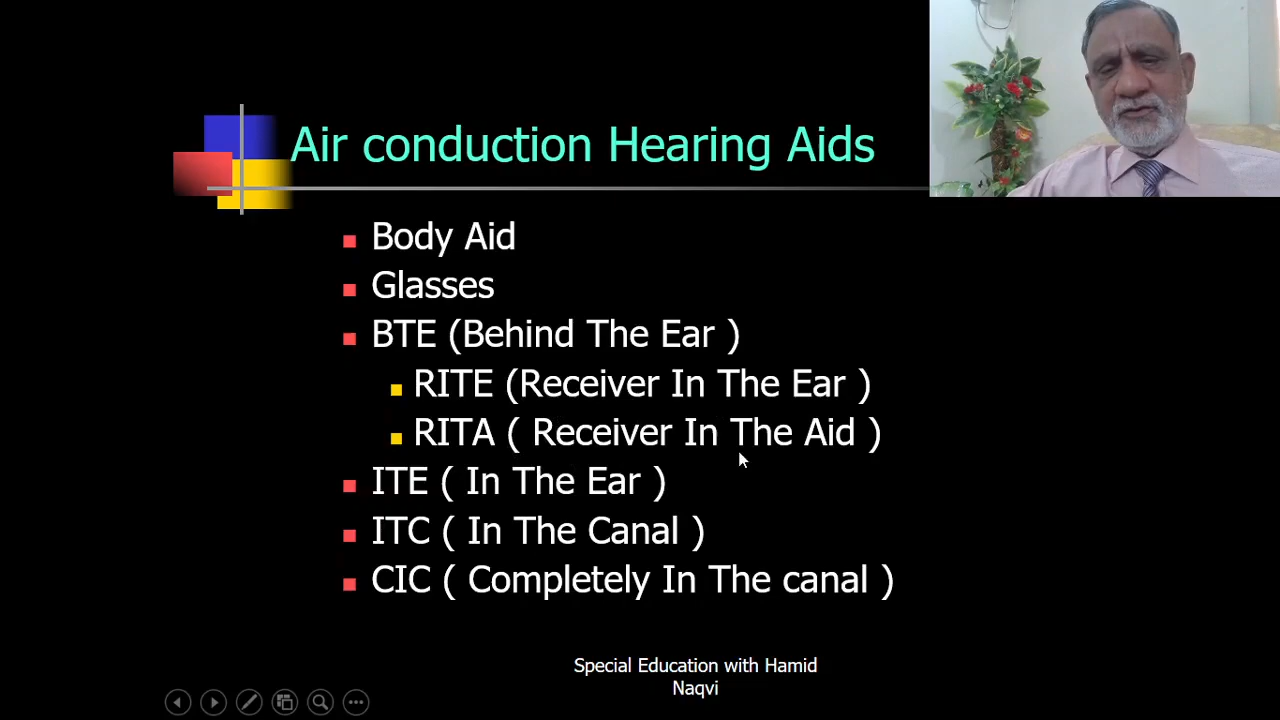 Air conduction Hearing Aids
Body Aid
Glasses
BTE (Behind The Ear )
RITE (Receiver In The Ear )
RITA ( Receiver In The Aid )
ITE ( In The Ear )
ITC ( In The Canal )
CIC ( Completely In The canal )
Special Education with Hamid
Naqvi